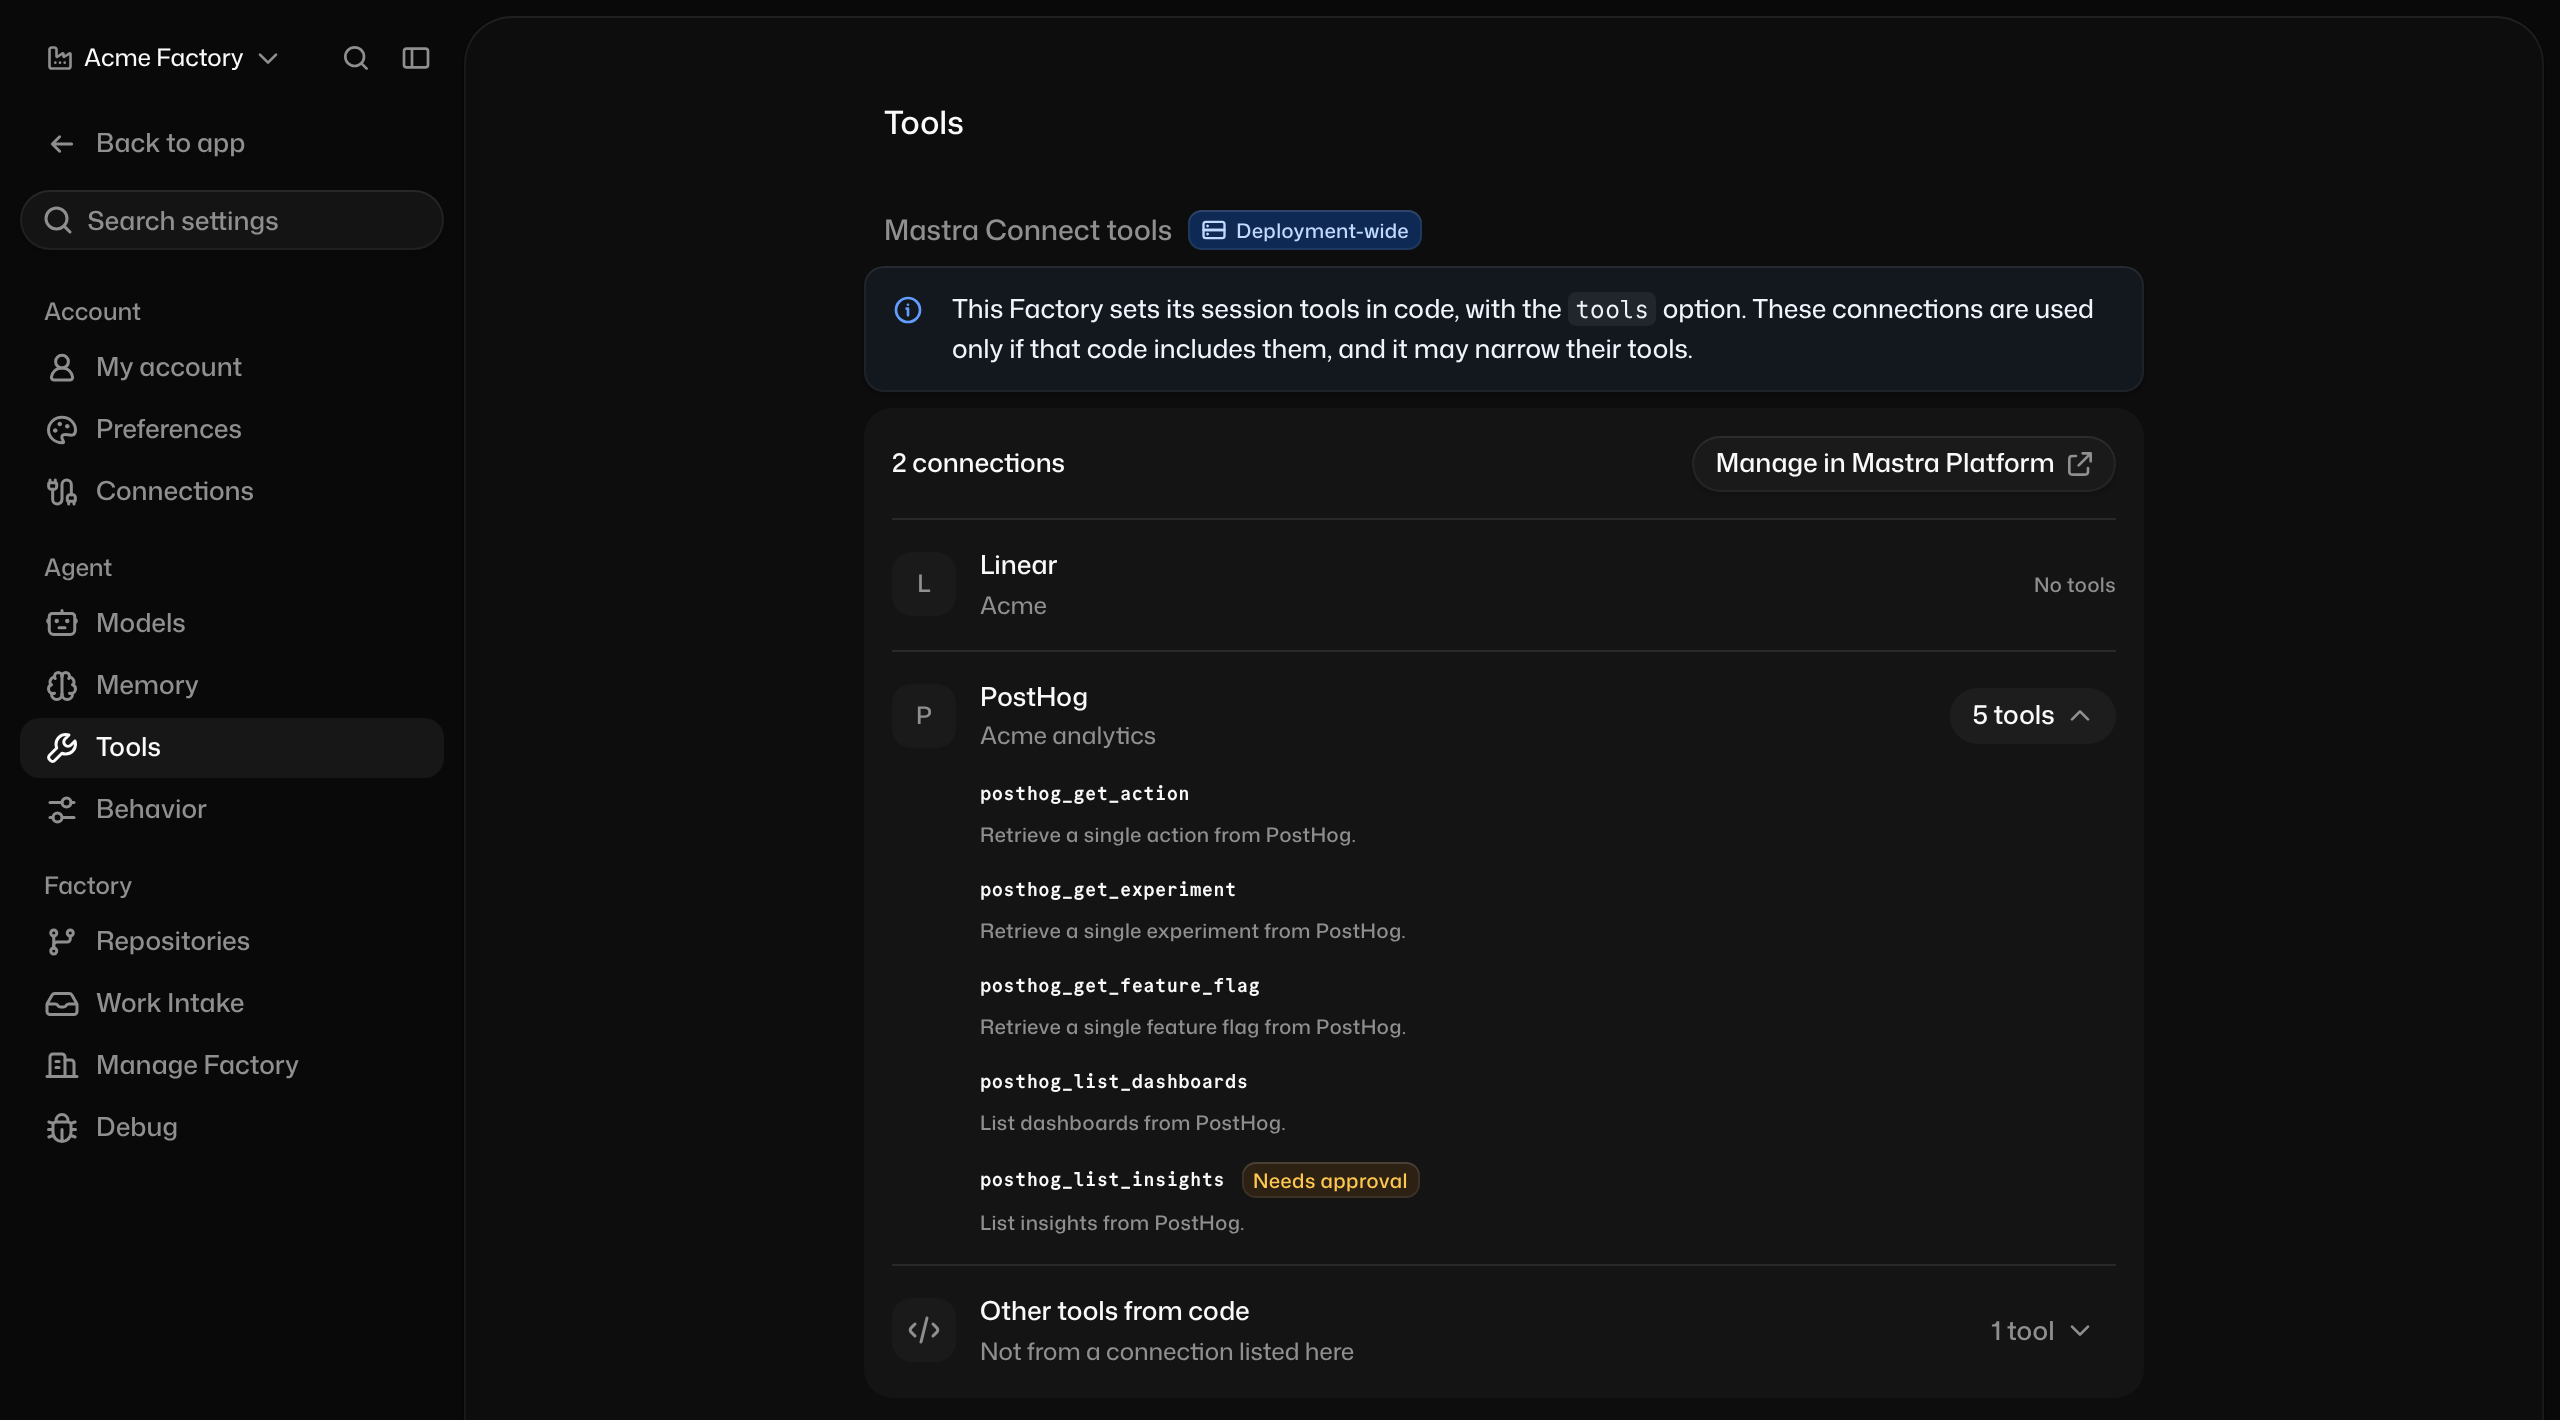 Acme Factory
Back to app
Search settings
Account
My account
Preferences
Connections
Agent
Models
Memory
Tools
Behavior
Factory
Repositories
Work Intake
Manage Factory
Debug
Tools
Mastra Connect tools Deployment-wide
This Factory sets its session tools in code, with the tools option. These connections are used
only if that code includes them, and it may narrow their tools.
2 connections Manage in Mastra Platform
L Linear No tools
Acme
P PostHog 5 tools
Acme analytics
posthog_get_action
Retrieve a single action from PostHog.
posthog_get_experiment
Retrieve a single experiment from PostHog.
posthog_get_feature_flag
Retrieve a single feature flag from PostHog.
posthog_list_dashboards
List dashboards from PostHog.
posthog_list_insights Needs approval
List insights from PostHog.
Other tools from code 1 tool
Not from a connection listed here